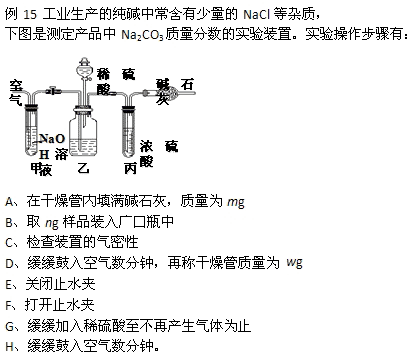 例 15 工业生产的纯碱中常含有少量的 NaCl 等杂质，
下图是测定产品中 Na₂CO₃ 质量分数的实验装置。实验操作步骤有：
空气
稀硫酸
碱石灰
NaOH溶液
浓硫酸
甲
乙
丙
A、在干燥管内填满碱石灰，质量为 mg
B、取 ng 样品装入广口瓶中
C、检查装置的气密性
D、缓缓鼓入空气数分钟，再称干燥管质量为 wg
E、关闭止水夹
F、打开止水夹
G、缓缓加入稀硫酸至不再产生气体为止
H、缓缓鼓入空气数分钟。